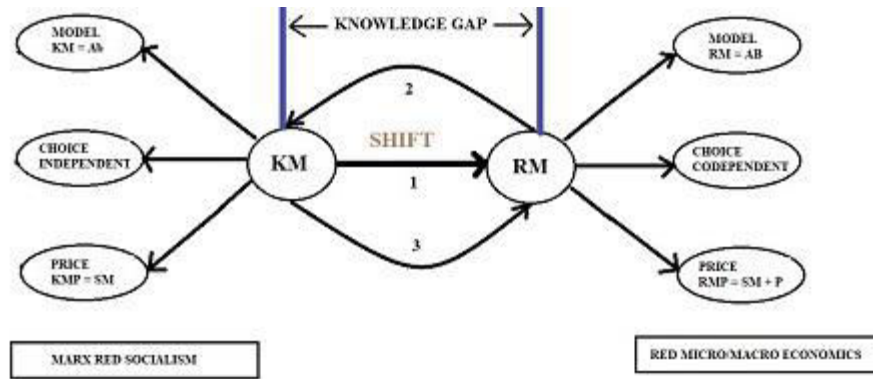 KNOWLEDGE GAP
MODEL
KM = Ab
MODEL
RM = AB
2
SHIFT
CHOICE
INDEPENDENT
KM
RM
CHOICE
CODEPENDENT
1
3
PRICE
KMP = SM
PRICE
RMP = SM + P
MARX RED SOCIALISM
RED MICRO/MACRO ECONOMICS